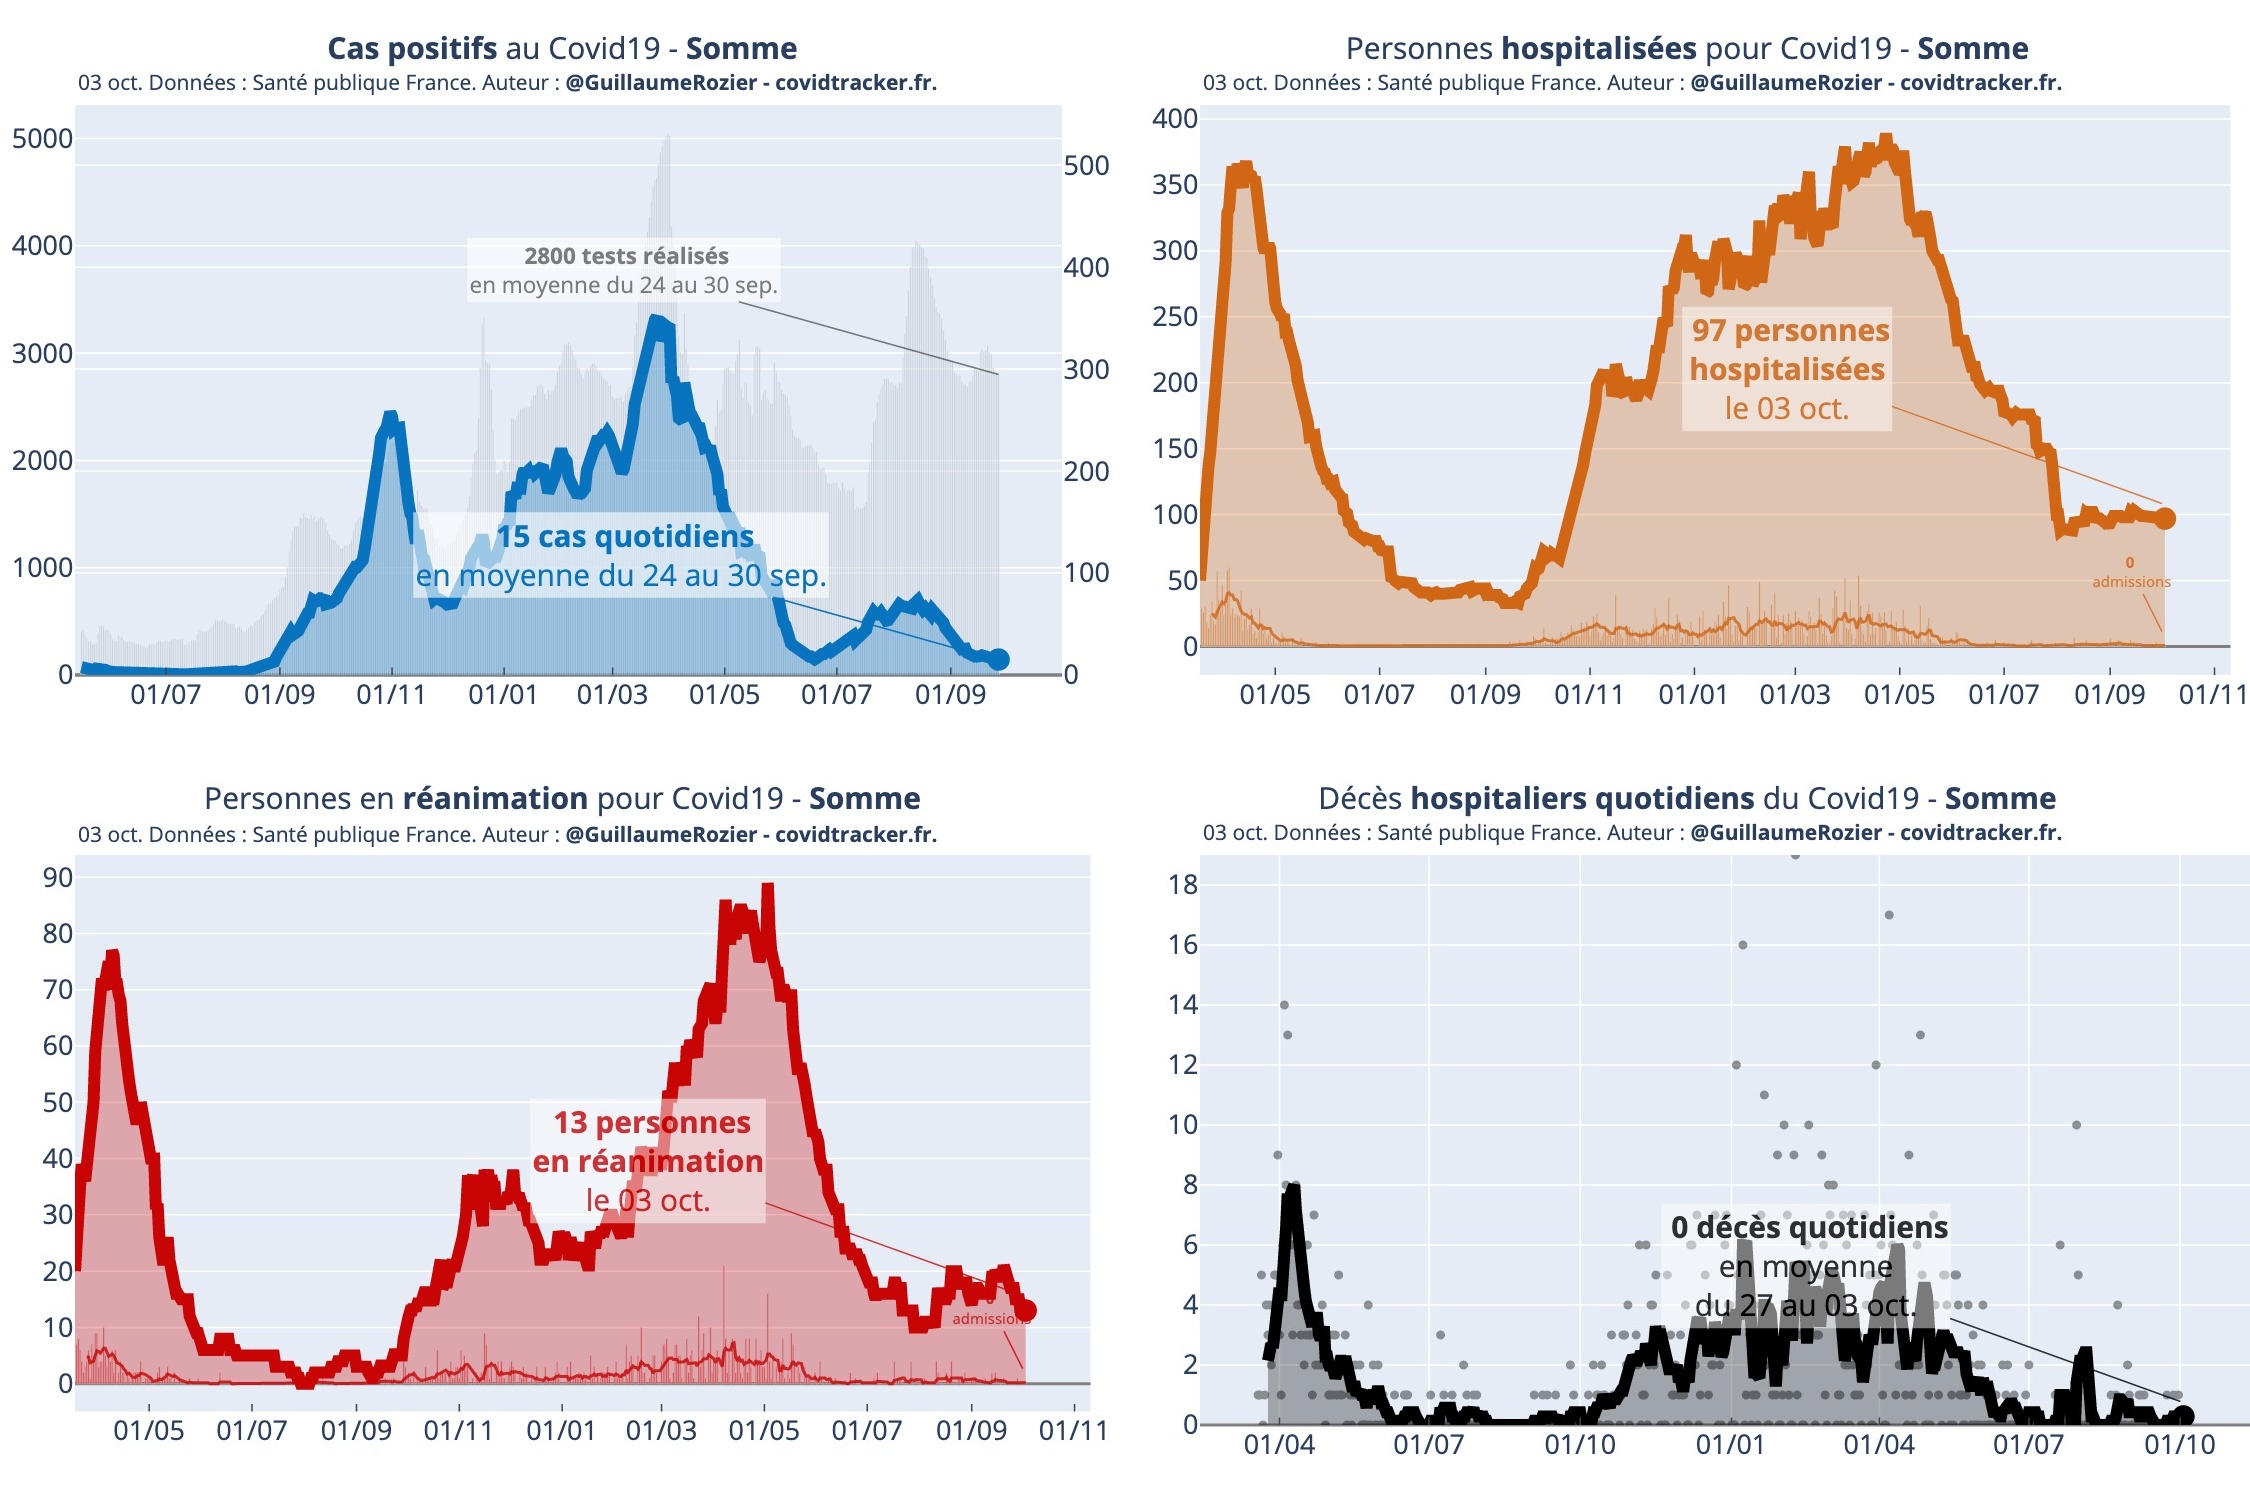 Cas positifs au Covid19 - Somme
03 oct. Données : Santé publique France. Auteur : @GuillaumeRozier - covidtracker.fr.
5000
4000
3000
2000
1000
0
500
400
300
200
100
0
2800 tests réalisés
en moyenne du 24 au 30 sep.
15 cas quotidiens
en moyenne du 24 au 30 sep.
01/07 01/09 01/11 01/01 01/03 01/05 01/07 01/09
Personnes hospitalisées pour Covid19 - Somme
03 oct. Données : Santé publique France. Auteur : @GuillaumeRozier - covidtracker.fr.
400
350
300
250
200
150
100
50
0
97 personnes
hospitalisées
le 03 oct.
0
admissions
01/05 01/07 01/09 01/11 01/01 01/03 01/05 01/07 01/09 01/11
Personnes en réanimation pour Covid19 - Somme
03 oct. Données : Santé publique France. Auteur : @GuillaumeRozier - covidtracker.fr.
90
80
70
60
50
40
30
20
10
0
13 personnes
en réanimation
le 03 oct.
admissions
01/05 01/07 01/09 01/11 01/01 01/03 01/05 01/07 01/09 01/11
Décès hospitaliers quotidiens du Covid19 - Somme
03 oct. Données : Santé publique France. Auteur : @GuillaumeRozier - covidtracker.fr.
18
16
14
12
10
8
6
4
2
0
0 décès quotidiens
en moyenne
du 27 au 03 oct.
01/04 01/07 01/10 01/01 01/04 01/07 01/10